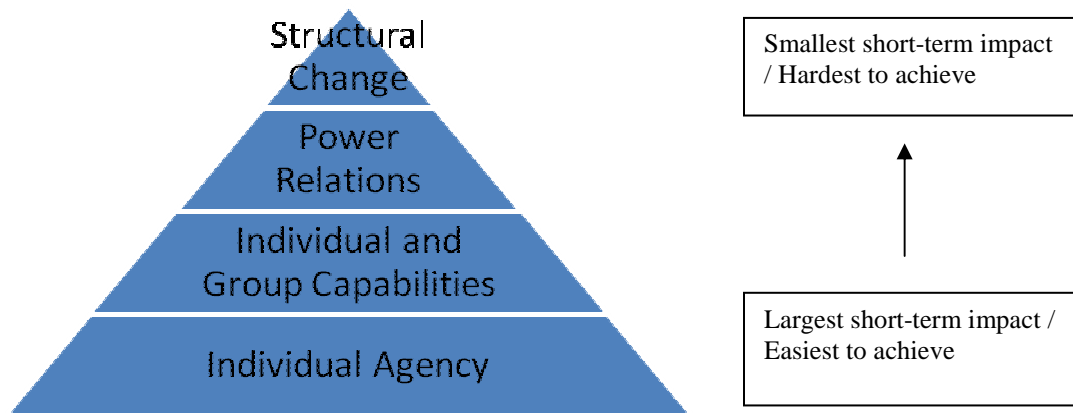 Structural
Change
Power
Relations
Individual and
Group Capabilities
Individual Agency
Smallest short-term impact
/ Hardest to achieve
Largest short-term impact /
Easiest to achieve